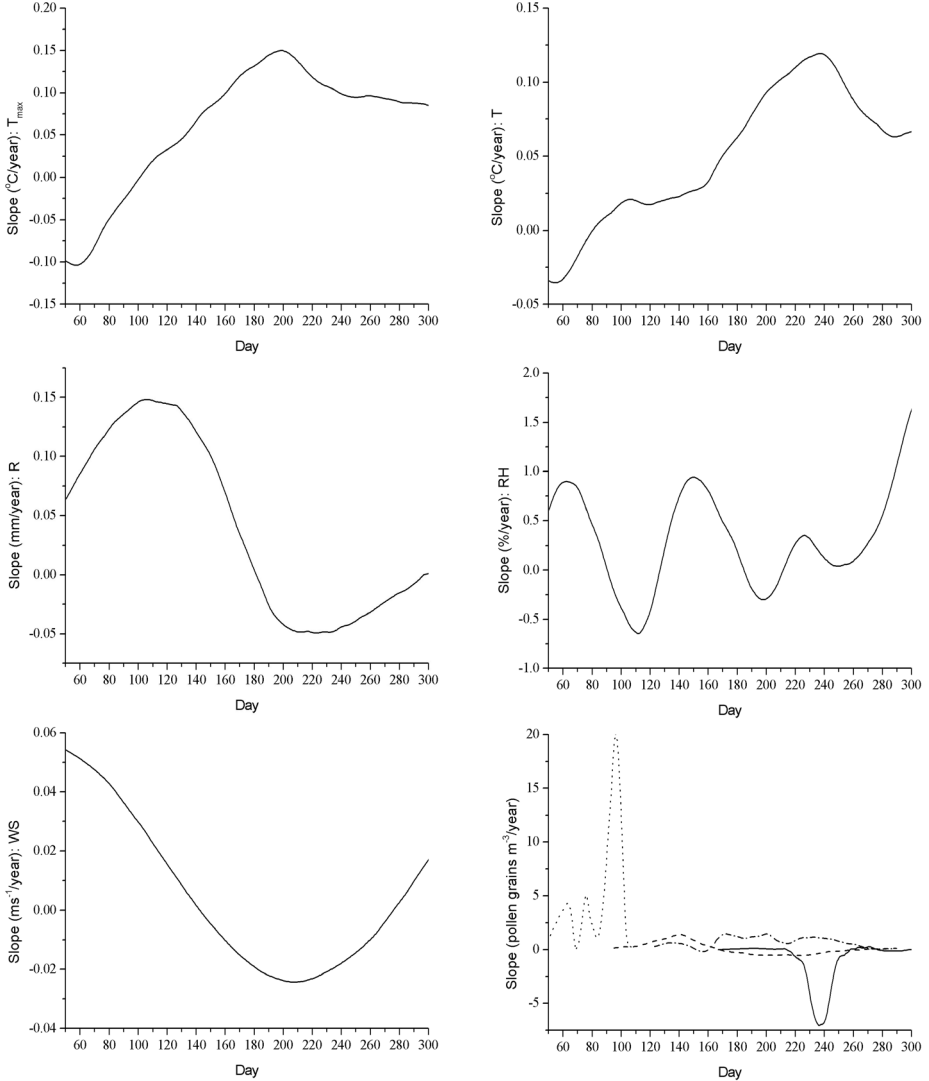 0.20
0.15
0.10
0.05
0.00
-0.05
-0.10
-0.15
Slope (°C/year): Tmax
60 80 100 120 140 160 180 200 220 240 260 280 300
Day
0.15
0.10
0.05
0.00
-0.05
Slope (°C/year): T
60 80 100 120 140 160 180 200 220 240 260 280 300
Day
0.15
0.10
0.05
0.00
-0.05
Slope (mm/year): R
60 80 100 120 140 160 180 200 220 240 260 280 300
Day
2.0
1.5
1.0
0.5
0.0
-0.5
-1.0
Slope (%/year): RH
60 80 100 120 140 160 180 200 220 240 260 280 300
Day
0.06
0.04
0.02
0.00
-0.02
-0.04
Slope (ms-1/year): WS
60 80 100 120 140 160 180 200 220 240 260 280 300
Day
20
15
10
5
0
-5
Slope (pollen grains m-3/year)
60 80 100 120 140 160 180 200 220 240 260 280 300
Day